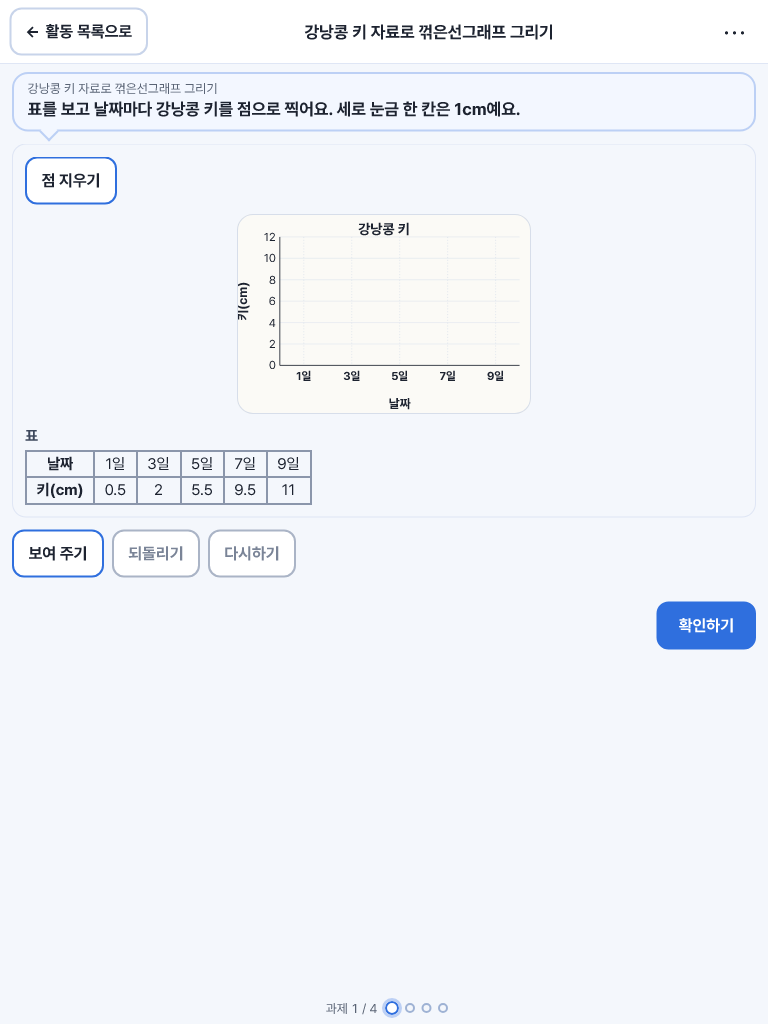 ← 활동 목록으로
강낭콩 키 자료로 꺾은선그래프 그리기
강낭콩 키 자료로 꺾은선그래프 그리기
표를 보고 날짜마다 강낭콩 키를 점으로 찍어요. 세로 눈금 한 칸은 1cm예요.
점 지우기
강낭콩 키
키(cm)
12
10
8
6
4
2
0
1일 3일 5일 7일 9일
날짜
표
날짜 1일 3일 5일 7일 9일
키(cm) 0.5 2 5.5 9.5 11
보여 주기 되돌리기 다시하기
확인하기
과제 1 / 4